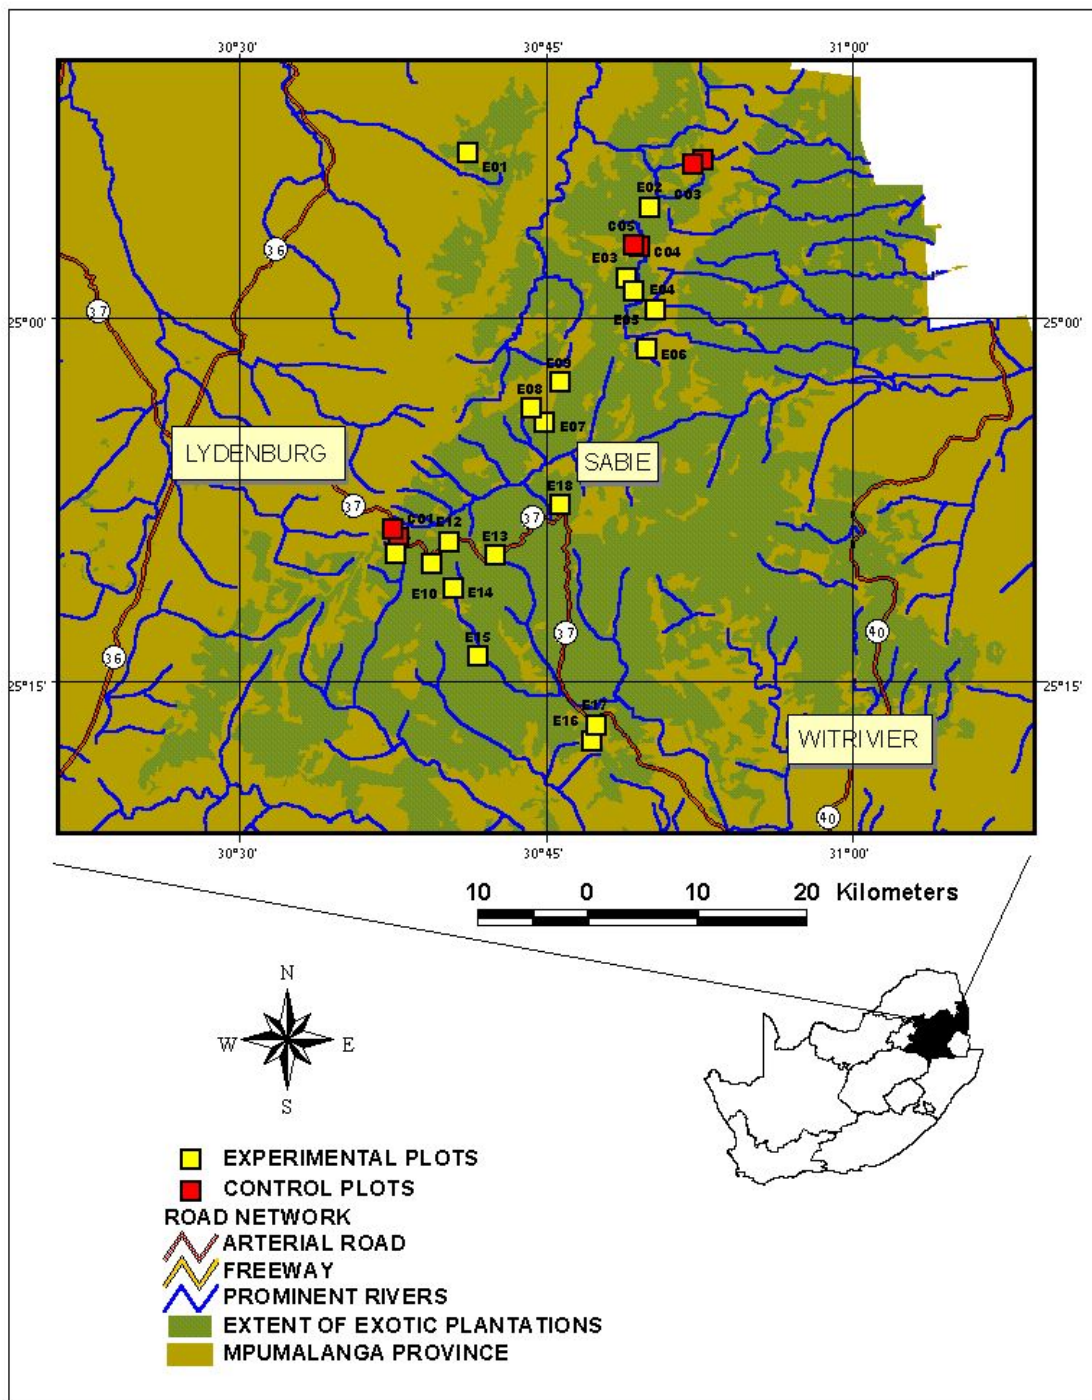 30°30' 30°45' 31°00'
E01
E02 C03
C05
36
E03 C04
E04
37
E05
25°00' 25°00'
E06
E09
E08
E07
LYDENBURG
SABIE
E18
37 37
C01 E12
E13
E10 E14
37 40
E15
36
25°15' 25°15'
E17
E16
WITRIVIER
40
30°30' 30°45' 31°00'
10 0 10 20 Kilometers
N
W E
S
EXPERIMENTAL PLOTS
CONTROL PLOTS
ROAD NETWORK
ARTERIAL ROAD
FREEWAY
PROMINENT RIVERS
EXTENT OF EXOTIC PLANTATIONS
MPUMALANGA PROVINCE